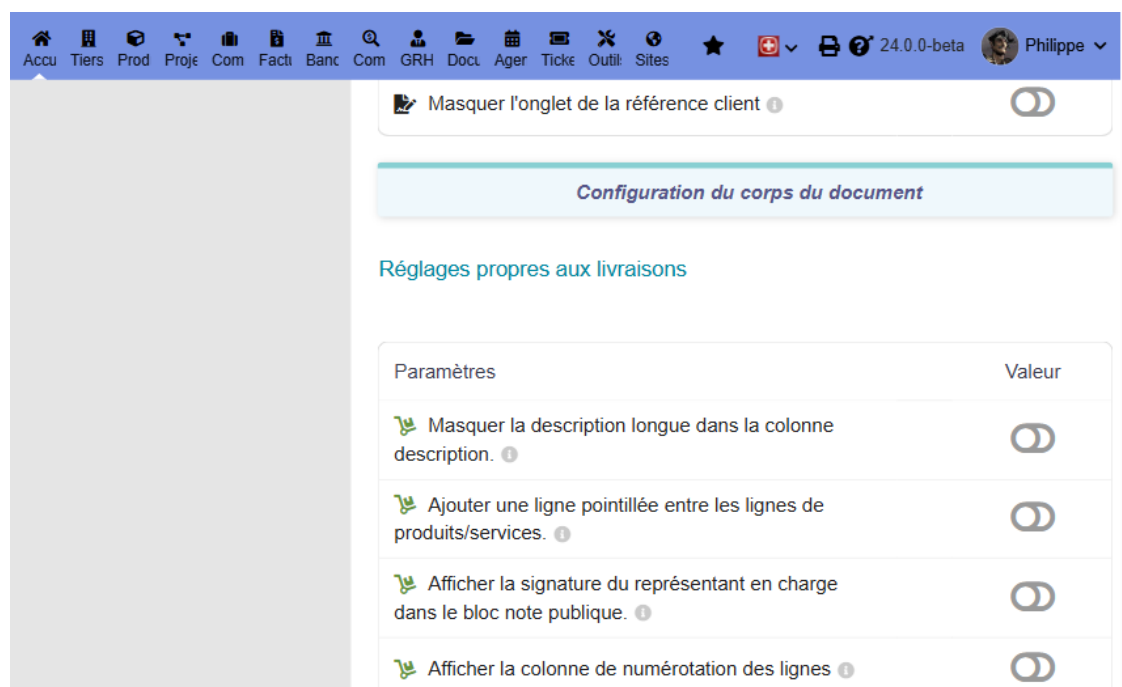 Accu Tiers Prod Proje Com Factu Banc Com GRH Docu Ager Ticke Outil Sites 24.0.0-beta Philippe
Masquer l'onglet de la référence client
Configuration du corps du document
Réglages propres aux livraisons
Paramètres Valeur
Masquer la description longue dans la colonne
description.
Ajouter une ligne pointillée entre les lignes de
produits/services.
Afficher la signature du représentant en charge
dans le bloc note publique.
Afficher la colonne de numérotation des lignes